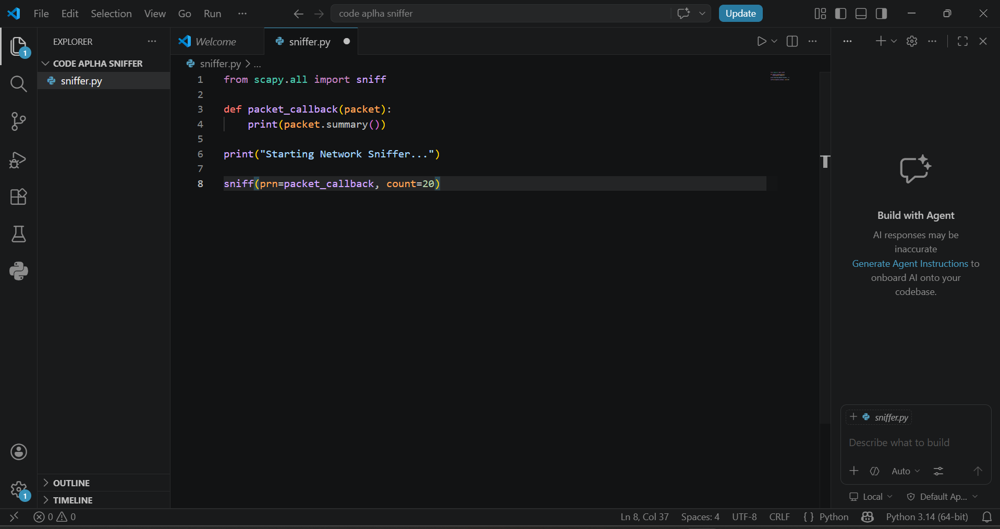 File Edit Selection View Go Run ...
code aplha sniffer
Update
1
EXPLORER ...
CODE APLHA SNIFFER
sniffer.py
OUTLINE
TIMELINE
1
Welcome
sniffer.py
...
sniffer.py > ...
1 from scapy.all import sniff
2
3 def packet_callback(packet):
4 print(packet.summary())
5
6 print("Starting Network Sniffer...")
7
8 sniff(prn=packet_callback, count=20)
Build with Agent
AI responses may be
inaccurate
Generate Agent Instructions to
onboard AI onto your
codebase.
sniffer.py
Describe what to build
Auto
Local Default Ap...
0 0
Ln 8, Col 37 Spaces: 4 UTF-8 CRLF { } Python Python 3.14 (64-bit)